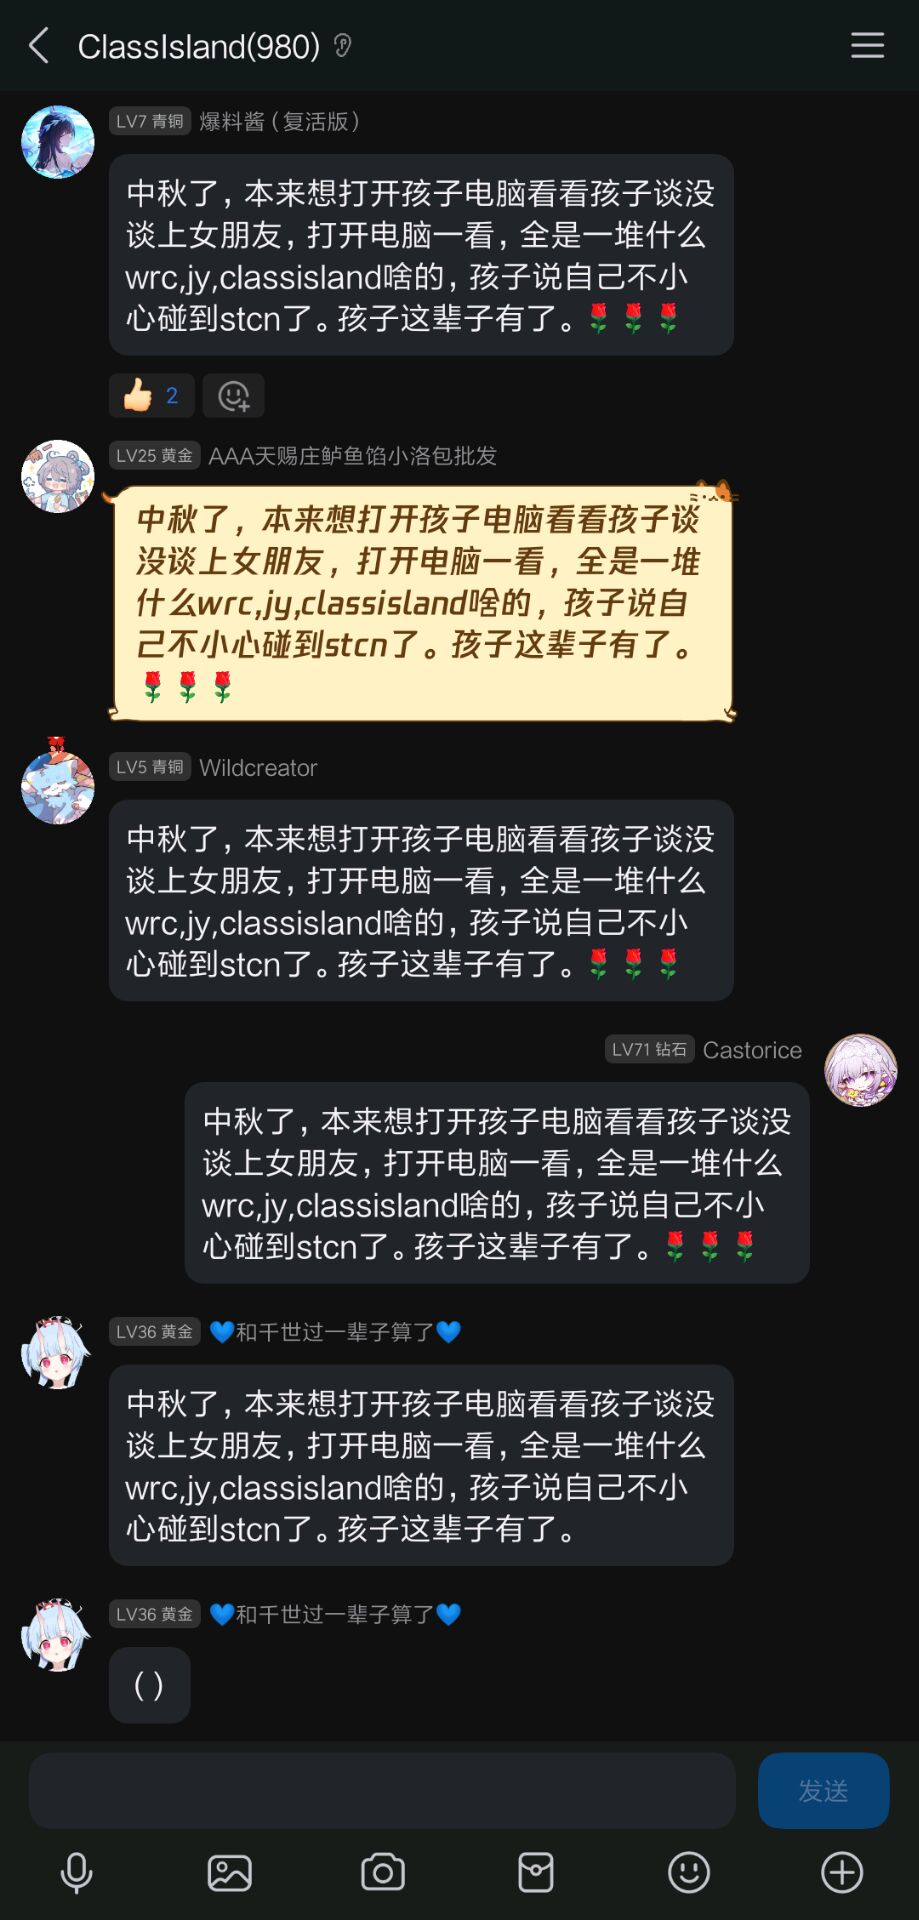 ClassIsland(980)
LV7 青铜 爆料酱（复活版）
中秋了，本来想打开孩子电脑看看孩子谈没
谈上女朋友，打开电脑一看，全是一堆什么
wrc,jy,classisland啥的，孩子说自己不小
心碰到stcn了。孩子这辈子有了。🌹🌹🌹
👍 2
LV25 黄金 AAA天赐庄鲈鱼馅小洛包批发
中秋了，本来想打开孩子电脑看看孩子谈
没谈上女朋友，打开电脑一看，全是一堆
什么wrc,jy,classisland啥的，孩子说自
己不小心碰到stcn了。孩子这辈子有了。
🌹🌹🌹
LV5 青铜 Wildcreator
中秋了，本来想打开孩子电脑看看孩子谈没
谈上女朋友，打开电脑一看，全是一堆什么
wrc,jy,classisland啥的，孩子说自己不小
心碰到stcn了。孩子这辈子有了。🌹🌹🌹
LV71 钻石 Castorice
中秋了，本来想打开孩子电脑看看孩子谈没
谈上女朋友，打开电脑一看，全是一堆什么
wrc,jy,classisland啥的，孩子说自己不小
心碰到stcn了。孩子这辈子有了。🌹🌹🌹
LV36 黄金 💙和千世过一辈子算了💙
中秋了，本来想打开孩子电脑看看孩子谈没
谈上女朋友，打开电脑一看，全是一堆什么
wrc,jy,classisland啥的，孩子说自己不小
心碰到stcn了。孩子这辈子有了。
LV36 黄金 💙和千世过一辈子算了💙
（）
发送